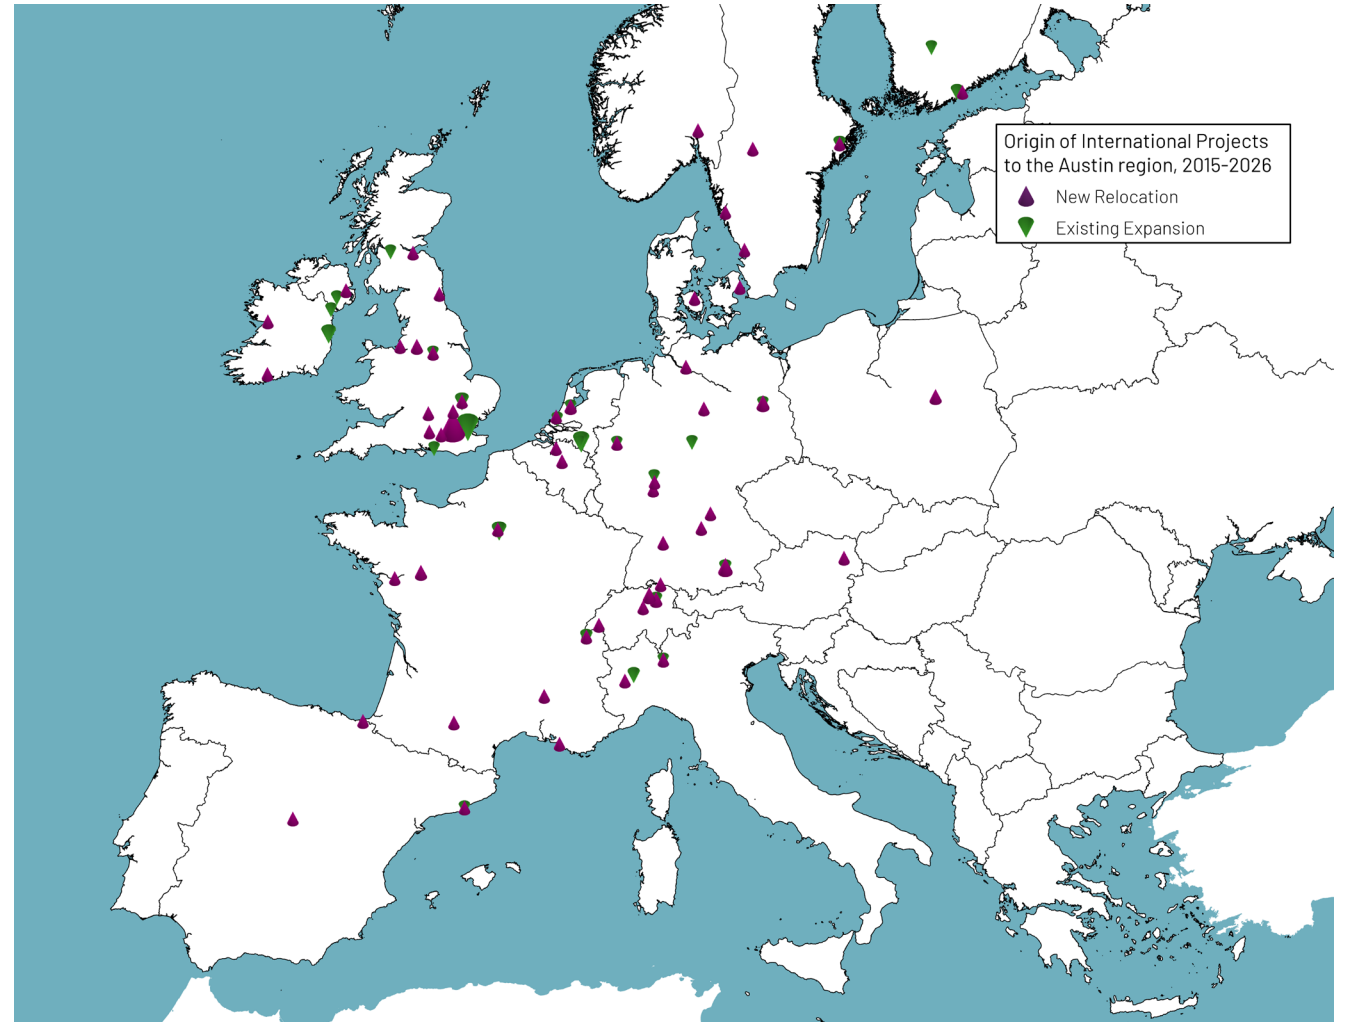 Origin of International Projects
to the Austin region, 2015-2026
New Relocation
Existing Expansion